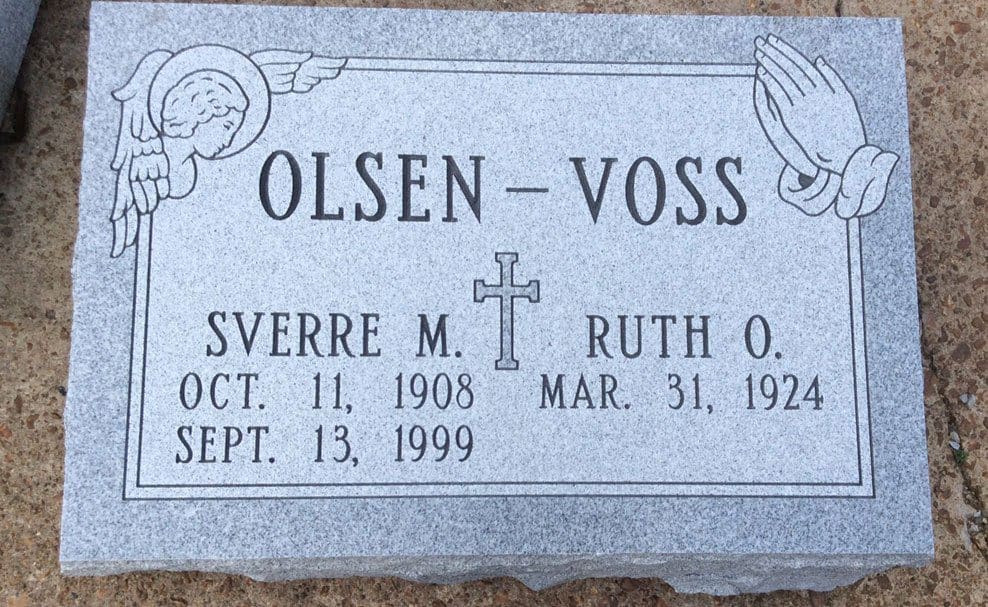 OLSEN – VOSS
SVERRE M. RUTH O.
OCT. 11, 1908 MAR. 31, 1924
SEPT. 13, 1999